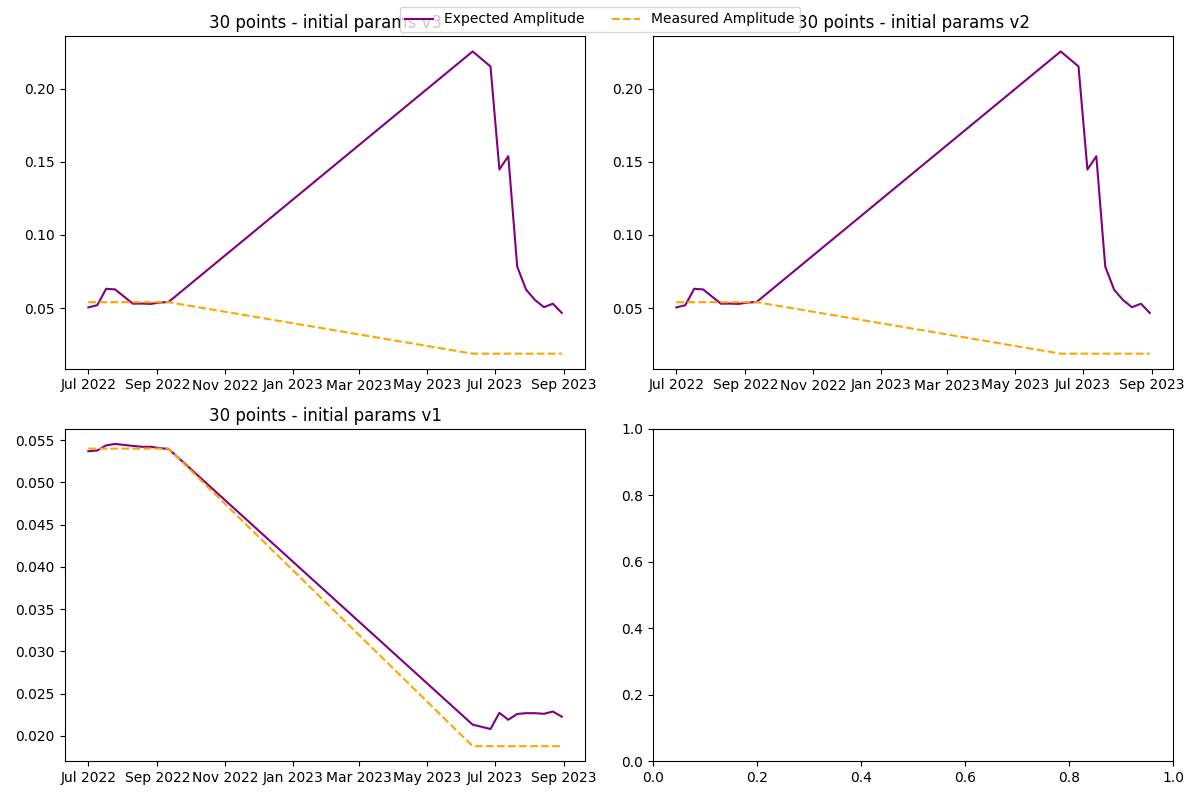 Expected Amplitude Measured Amplitude
30 points - initial params v3
30 points - initial params v2
0.20
0.15
0.10
0.05
Jul 2022 Sep 2022 Nov 2022 Jan 2023 Mar 2023 May 2023 Jul 2023 Sep 2023
0.20
0.15
0.10
0.05
Jul 2022 Sep 2022 Nov 2022 Jan 2023 Mar 2023 May 2023 Jul 2023 Sep 2023
30 points - initial params v1
0.055
0.050
0.045
0.040
0.035
0.030
0.025
0.020
Jul 2022 Sep 2022 Nov 2022 Jan 2023 Mar 2023 May 2023 Jul 2023 Sep 2023
1.0
0.8
0.6
0.4
0.2
0.0
0.0 0.2 0.4 0.6 0.8 1.0